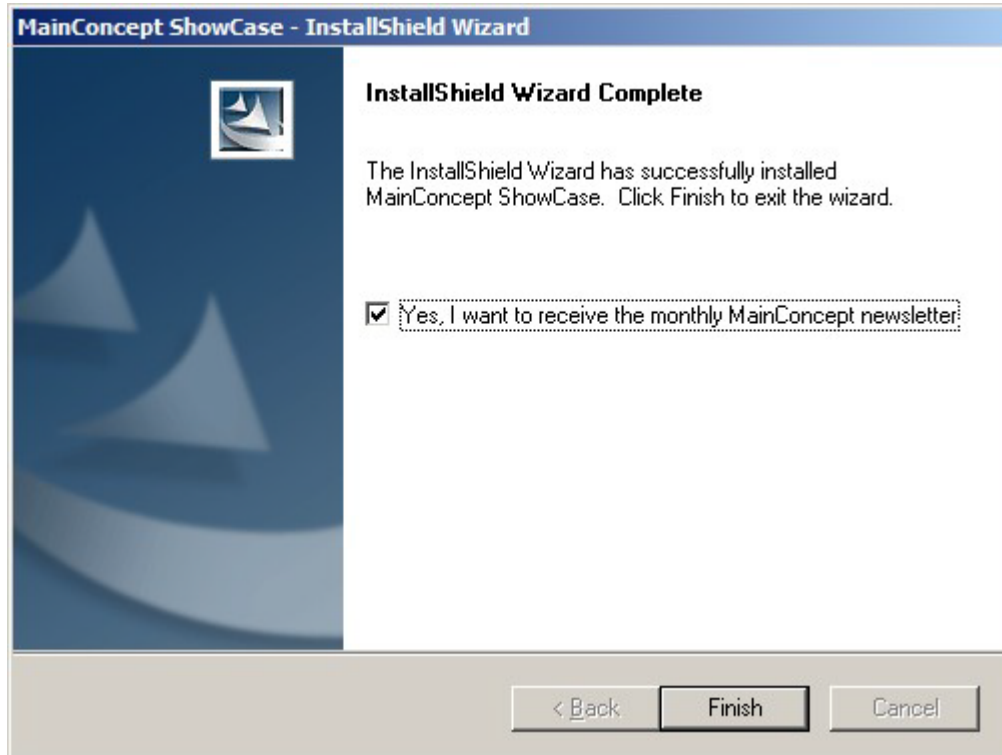 MainConcept ShowCase - InstallShield Wizard
InstallShield Wizard Complete
The InstallShield Wizard has successfully installed
MainConcept ShowCase.  Click Finish to exit the wizard.
Yes, I want to receive the monthly MainConcept newsletter
< Back
Finish
Cancel